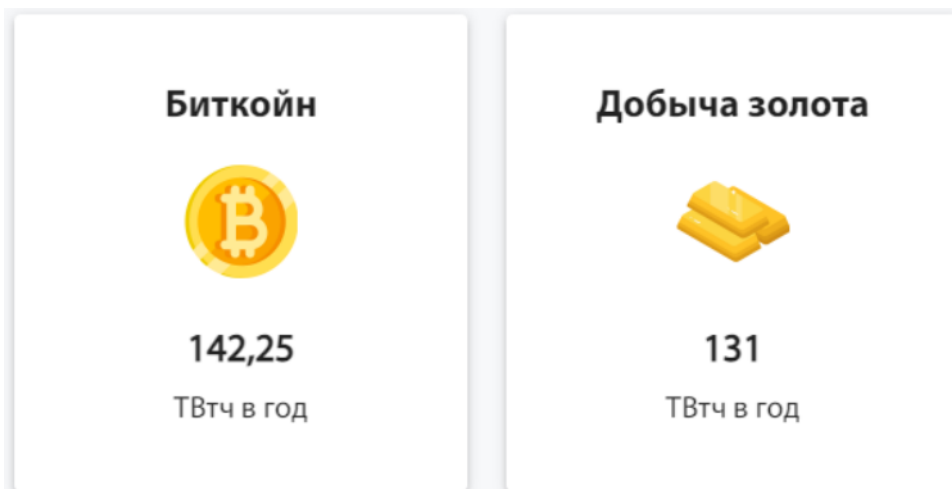 Биткойн
142,25
ТВтч в год
Добыча золота
131
ТВтч в год